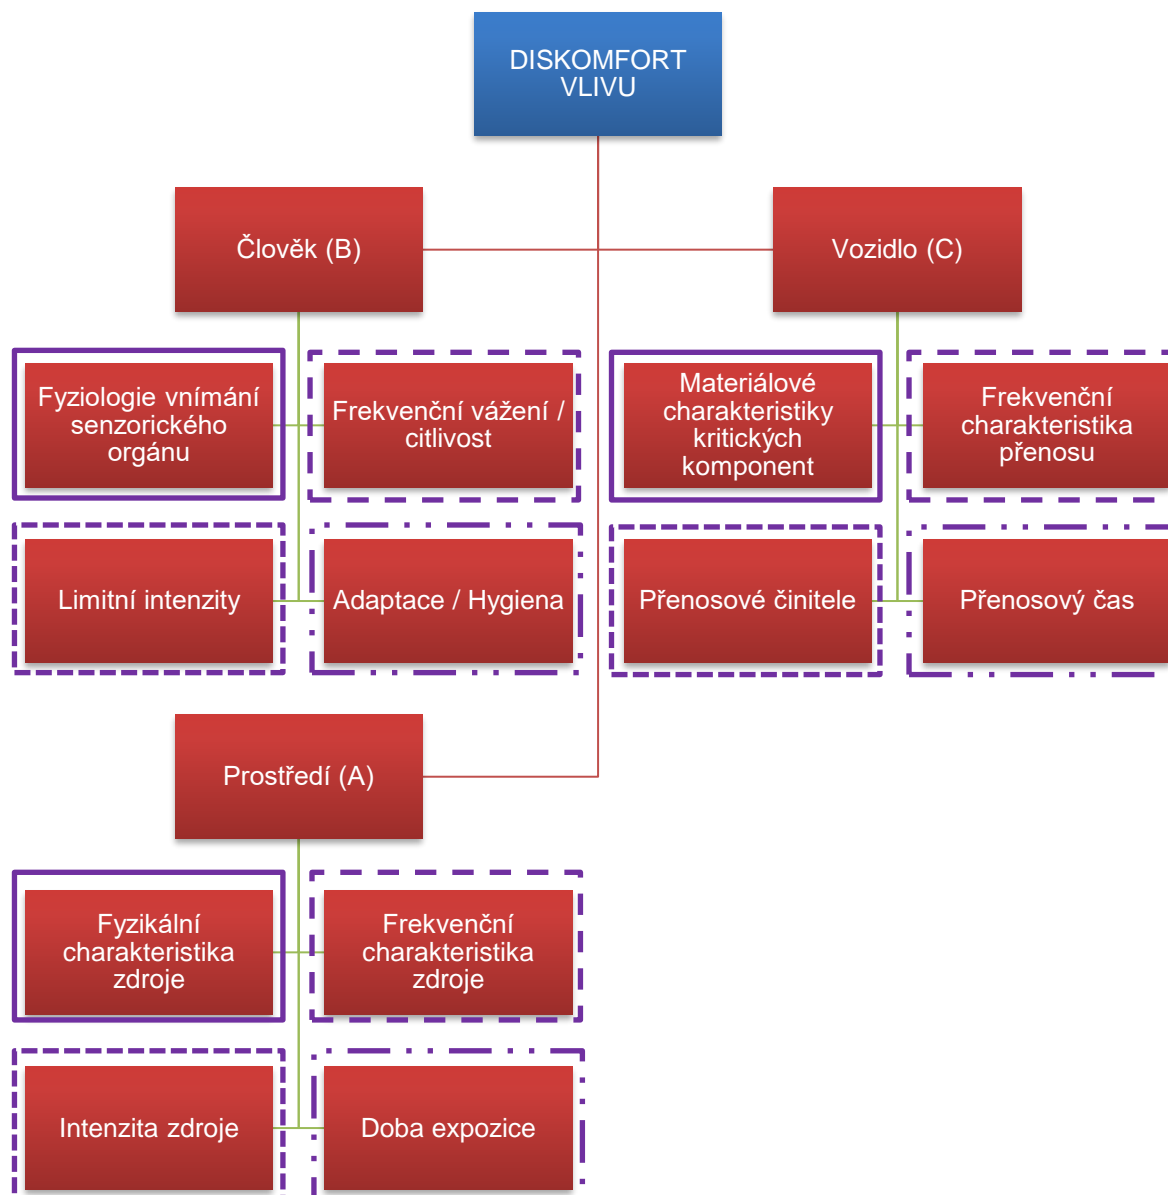 DISKOMFORT
VLIVU
Člověk (B)
Vozidlo (C)
Fyziologie vnímání
senzorického
orgánu
Frekvenční vážení /
citlivost
Materiálové
charakteristiky
kritických
komponent
Frekvenční
charakteristika
přenosu
Limitní intenzity
Adaptace / Hygiena
Přenosové činitele
Přenosový čas
Prostředí (A)
Fyzikální
charakteristika
zdroje
Frekvenční
charakteristika
zdroje
Intenzita zdroje
Doba expozice